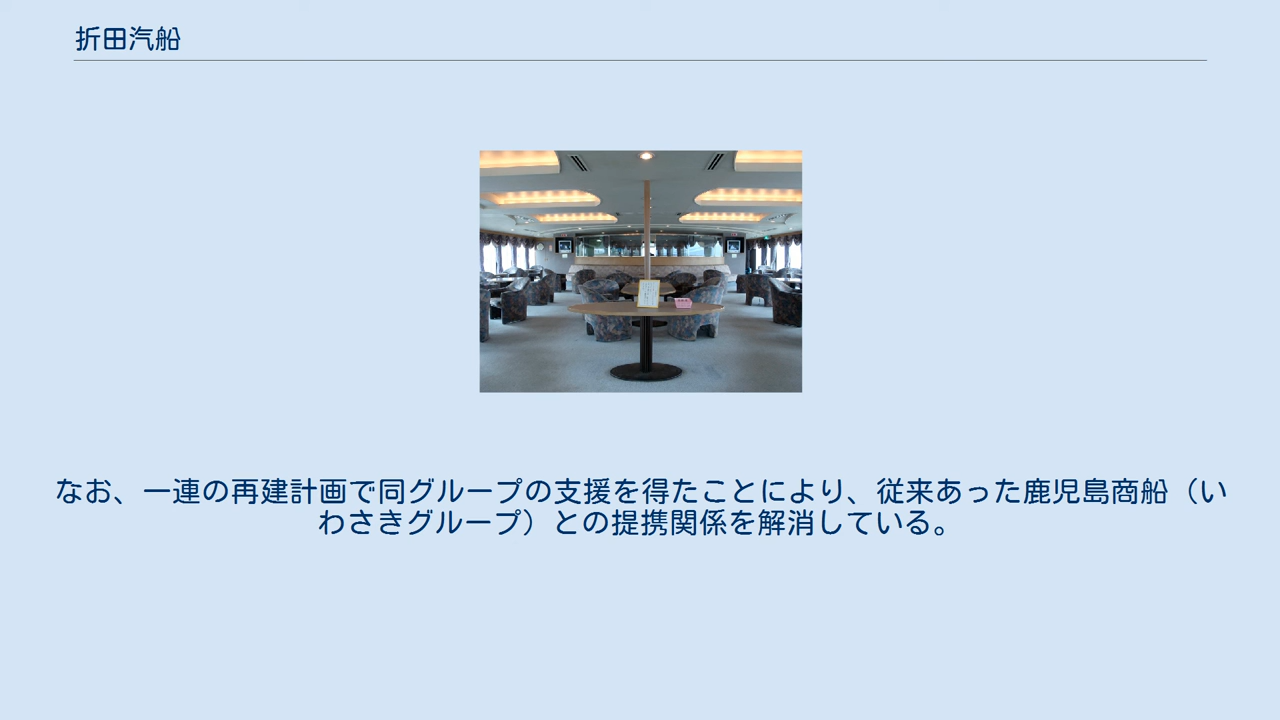 折田汽船
なお、一連の再建計画で同グループの支援を得たことにより、従来あった鹿児島商船（い
わさきグループ）との提携関係を解消している。